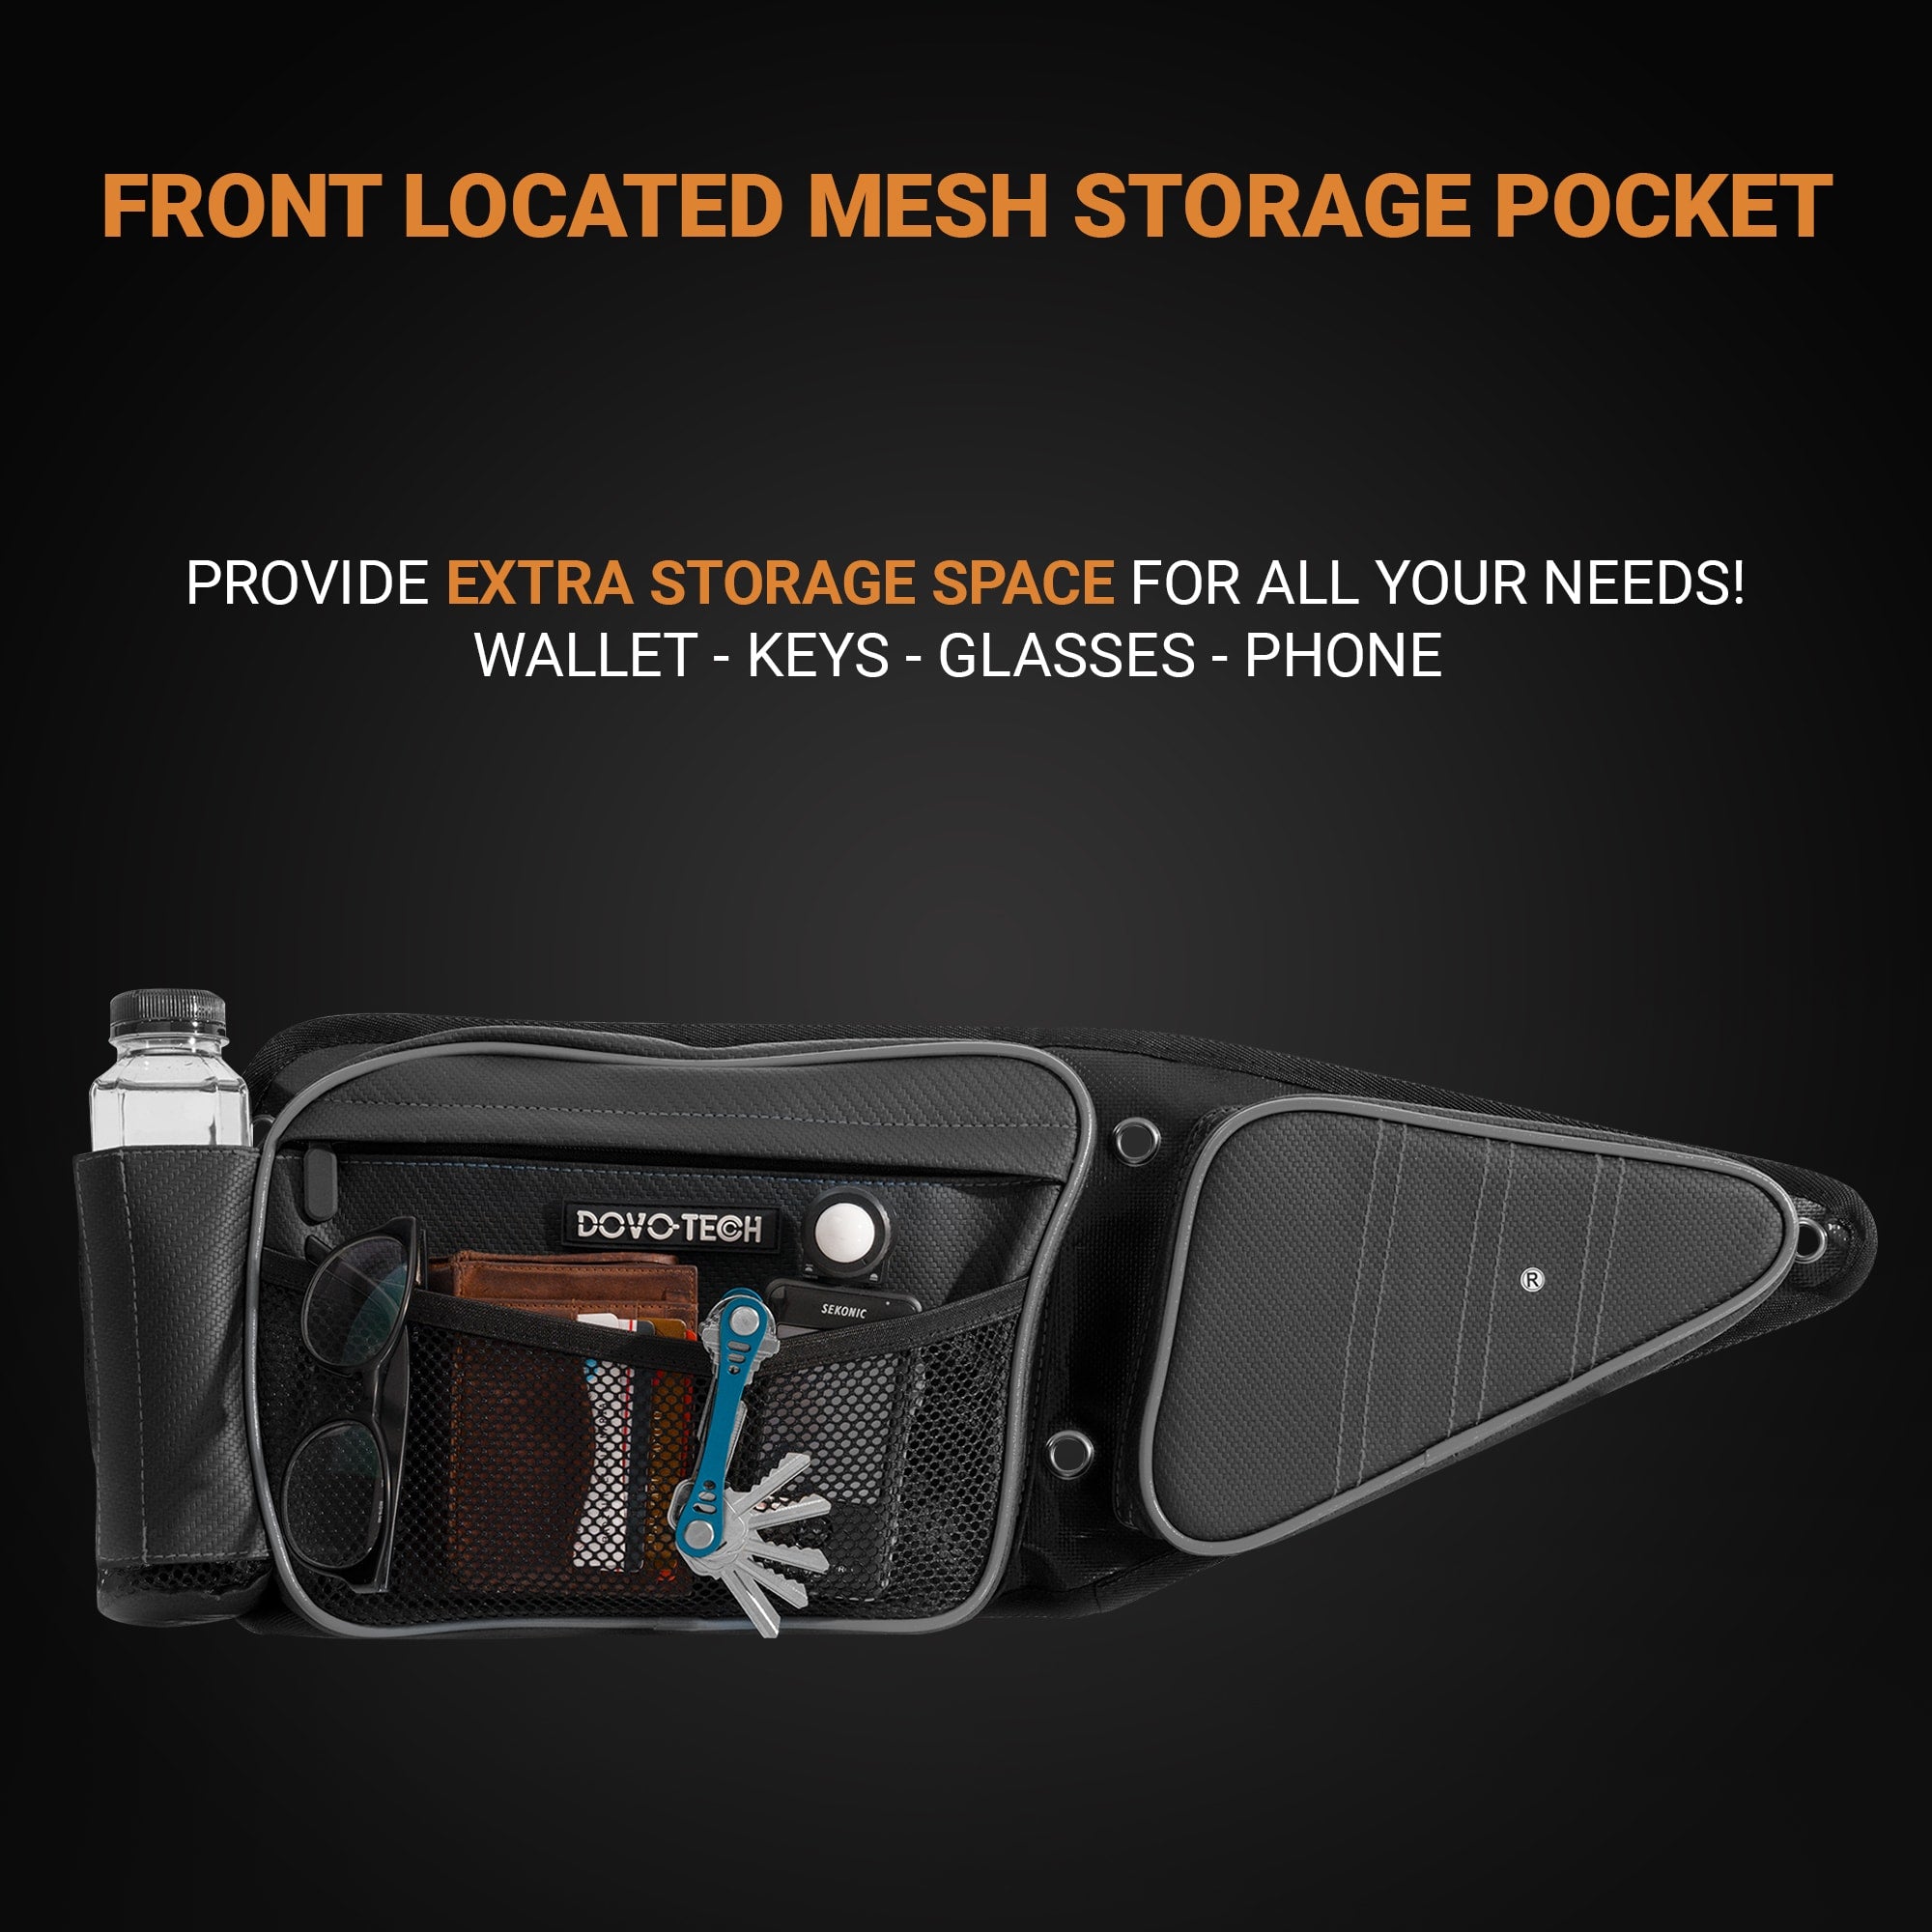 FRONT LOCATED MESH STORAGE POCKET
PROVIDE EXTRA STORAGE SPACE FOR ALL YOUR NEEDS!
WALLET - KEYS - GLASSES - PHONE
DOVO-TECH
SEKONIC
®